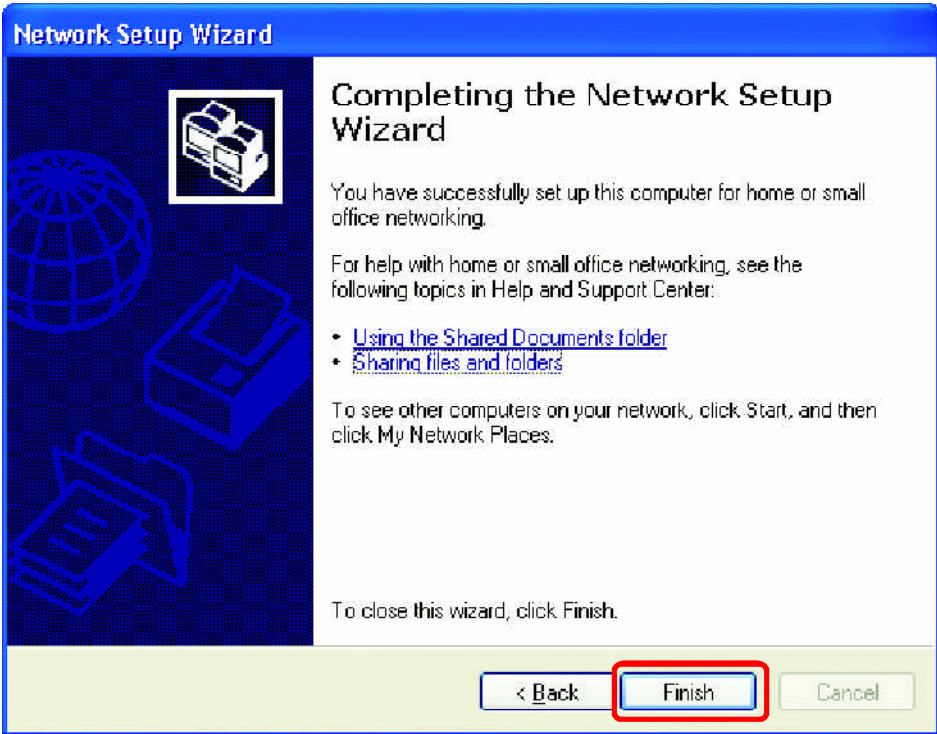 Network Setup Wizard
Completing the Network Setup
Wizard
You have successfully set up this computer for home or small
office networking.
For help with home or small office networking, see the
following topics in Help and Support Center:
• Using the Shared Documents folder
• Sharing files and folders
To see other computers on your network, click Start, and then
click My Network Places.
To close this wizard, click Finish.
< Back Finish Cancel